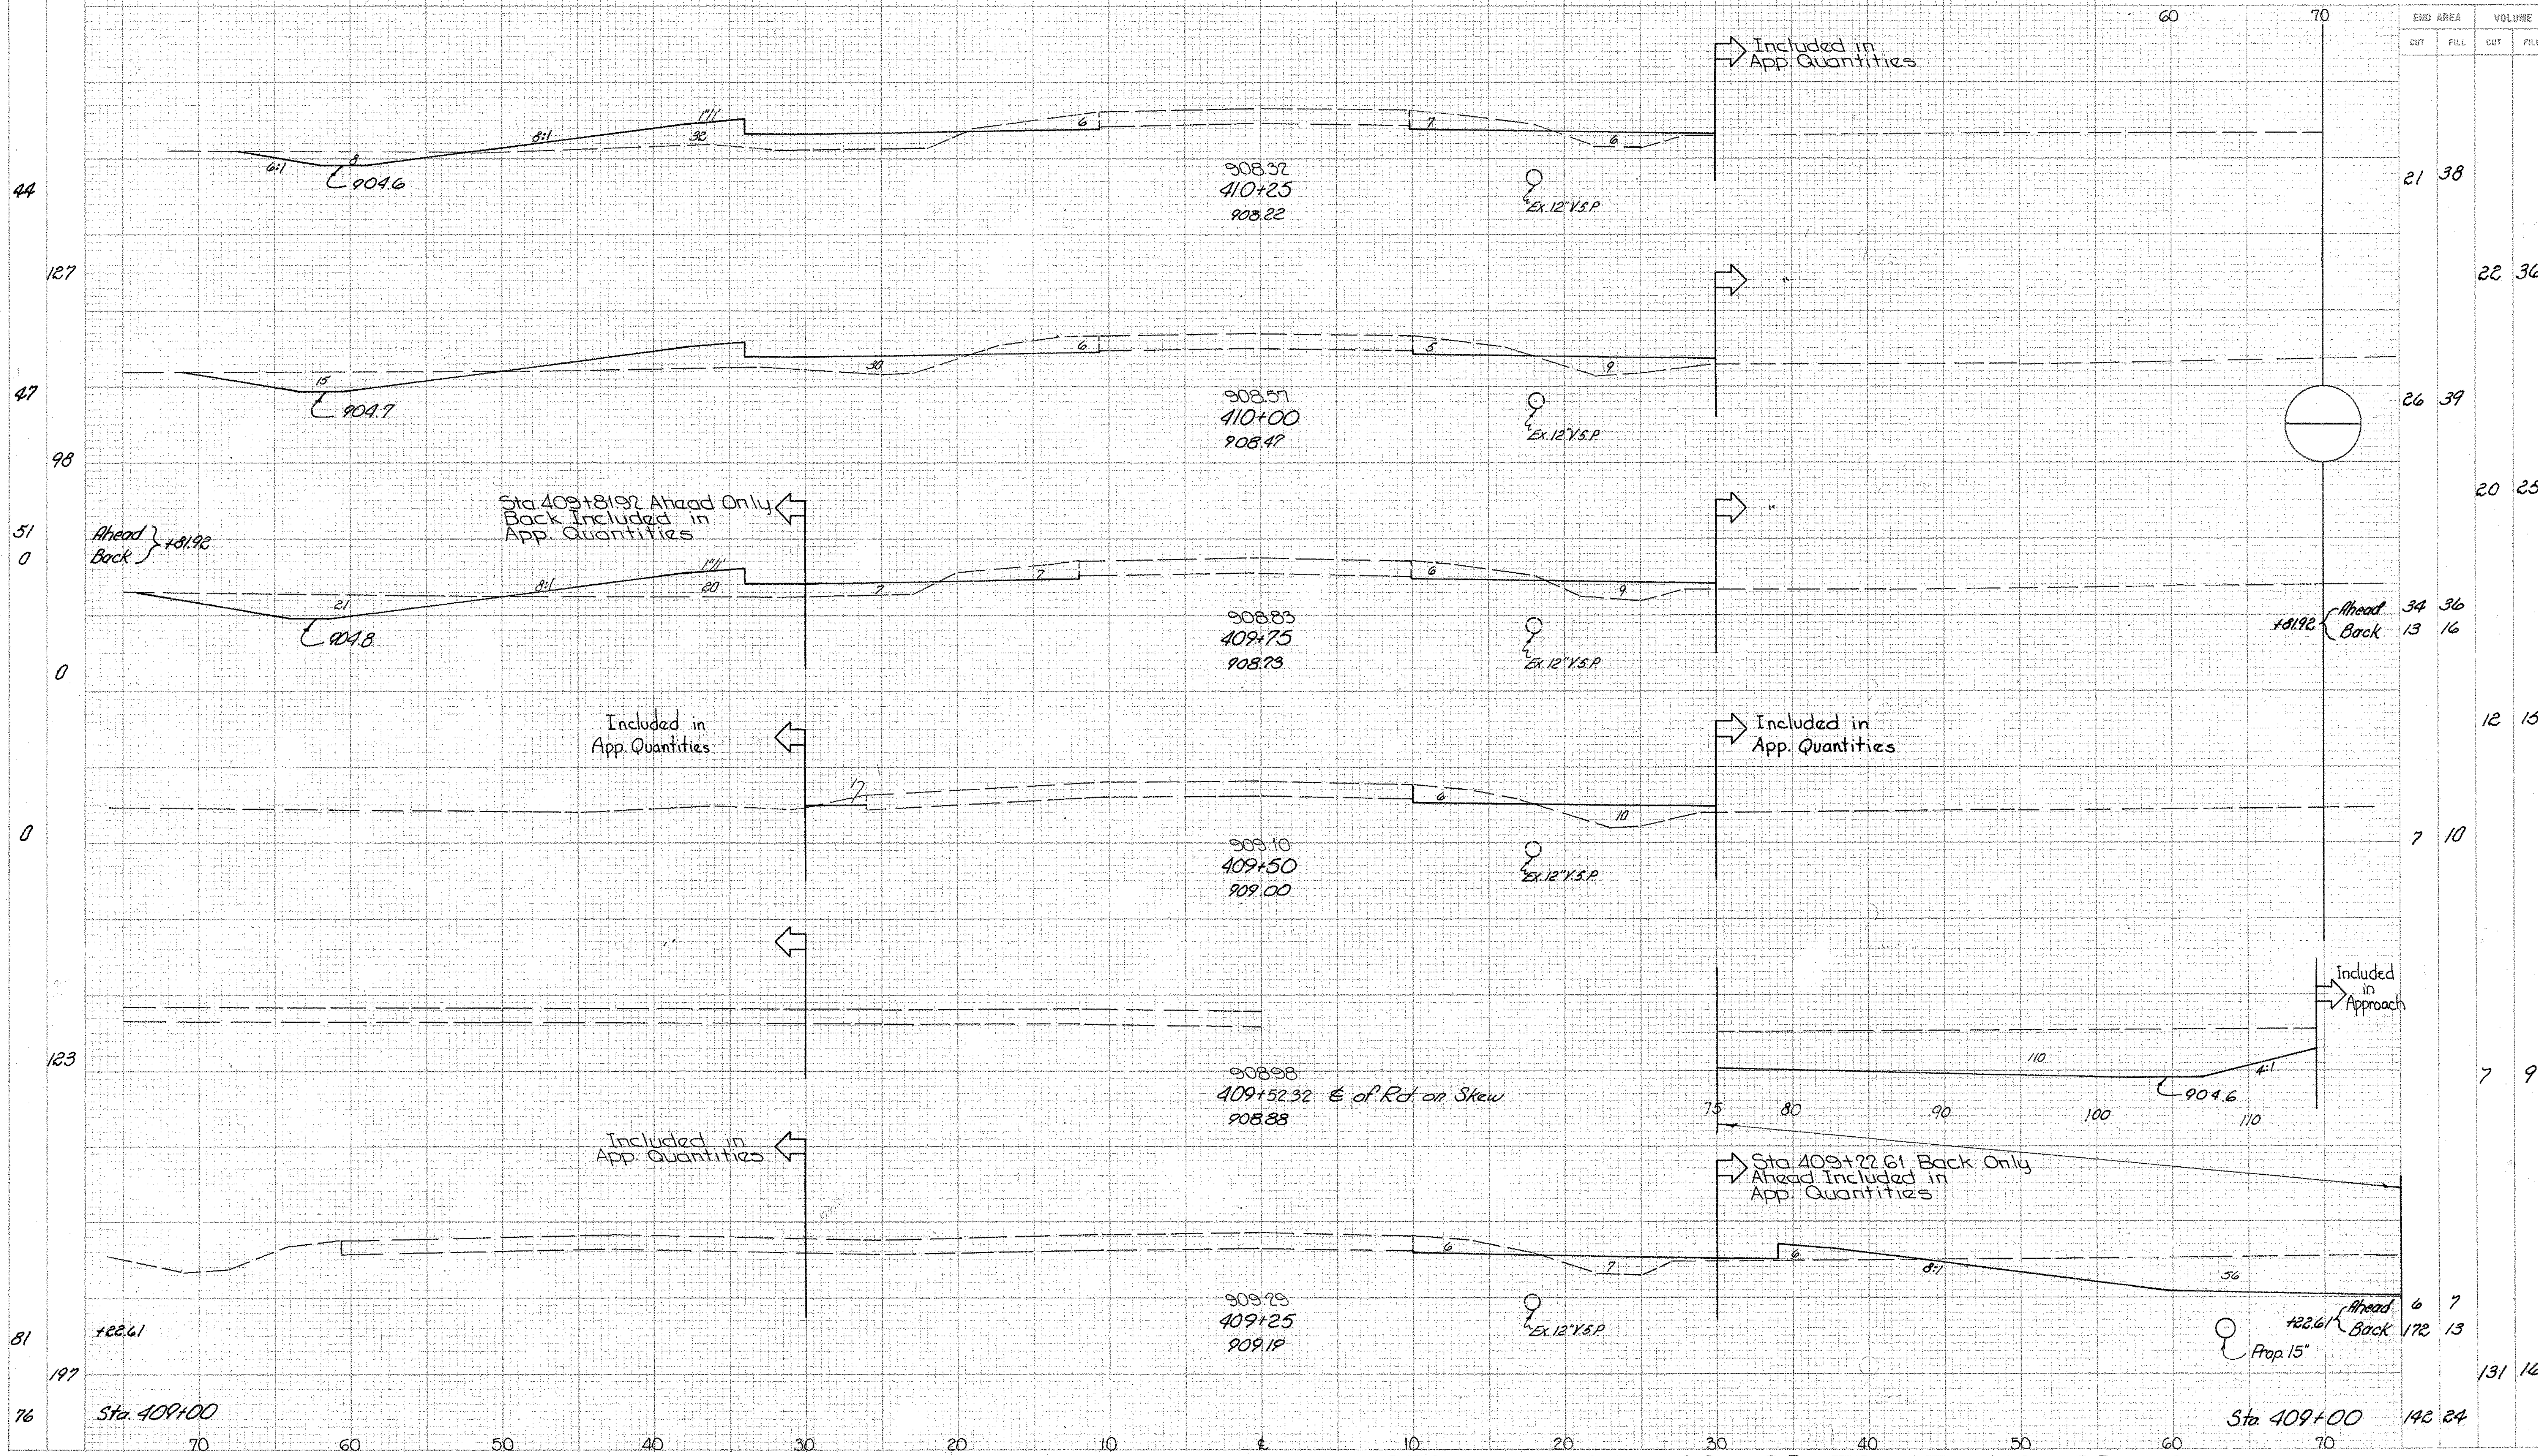 60 70
END AREA VOLUME
CUT FILL CUT FILL
Included in
App. Quantities
1"/1'
8:1 32 6 7 6
6:1 8
904.6
908.32
44 410+25 21 38
908.22
Ex. 12" V.S.P.
127 " 22 36
30 6 5 9
15
904.7
908.57
47 410+00 26 39
908.47
Ex. 12" V.S.P.
98
Sta. 409+81.92 Ahead Only
Back Included in
App. Quantities
" 20 25
51 Ahead
0 Back +81.92
1"/1'
8:1 20 7 7 6 9
21
904.8
908.83
409+75
908.73
Ex. 12" V.S.P.
+81.92
Ahead 34 36
Back 13 16
0
Included in
App. Quantities
Included in
App. Quantities
12 15
17 6 10
909.10
0 409+50 7 10
909.00
Ex. 12" V.S.P.
"
Included
in
Approach
123 110 4:1
904.6
908.98
409+52.32 ₵ of Rd. on Skew
908.88
7 9
75 80 90 100 110
Included in
App. Quantities
Sta. 409+22.61 Back Only
Ahead Included in
App. Quantities
6 7 6 8:1 56
909.29
409+25
909.19
Ex. 12" V.S.P.
81 +22.61
+22.61
Ahead 6 7
Back 172 13
Prop. 15"
197 131 16
76 Sta. 409+00 Sta. 409+00 142 24
70 60 50 40 30 20 10 ₵ 10 20 30 40 50 60 70